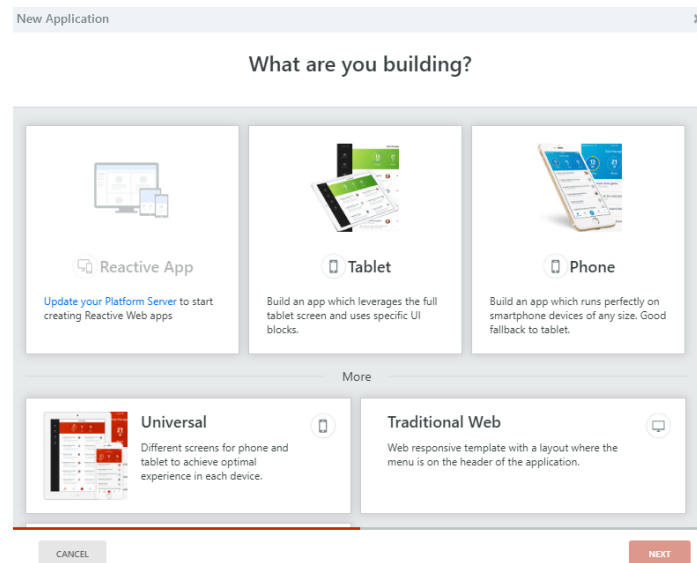 New Application
What are you building?
Reactive App
Update your Platform Server to start
creating Reactive Web apps
Tablet
Build an app which leverages the full
tablet screen and uses specific UI
blocks.
Phone
Build an app which runs perfectly on
smartphone devices of any size. Good
fallback to tablet.
More
Universal
Different screens for phone and
tablet to achieve optimal
experience in each device.
Traditional Web
Web responsive template with a layout where the
menu is on the header of the application.
CANCEL
NEXT